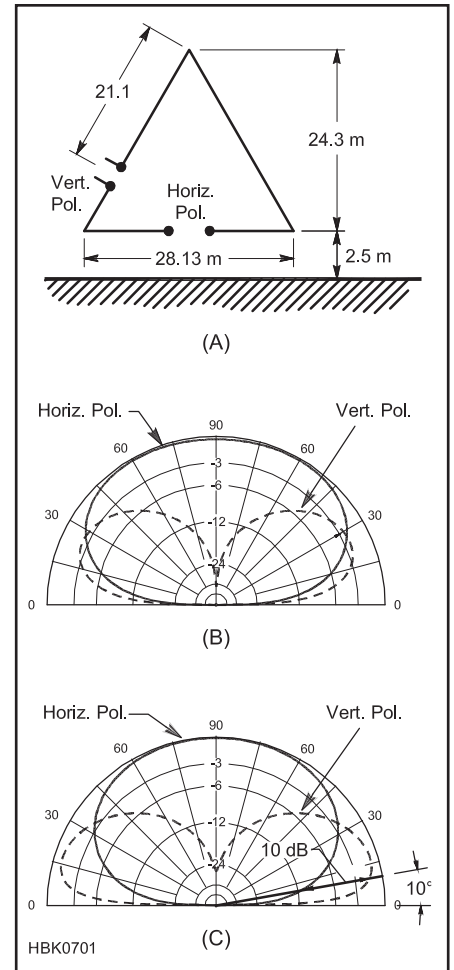 21.1
24.3 m
Vert.
Pol.
Horiz.
Pol.
28.13 m
2.5 m
(A)
Horiz. Pol.
90
Vert. Pol.
60
60
-3
-6
30
30
-12
-24
0
0
(B)
Horiz. Pol.
90
Vert. Pol.
60
60
-3
-6
30
30
-12
10 dB
-24
10°
0
0
(C)
HBK0701